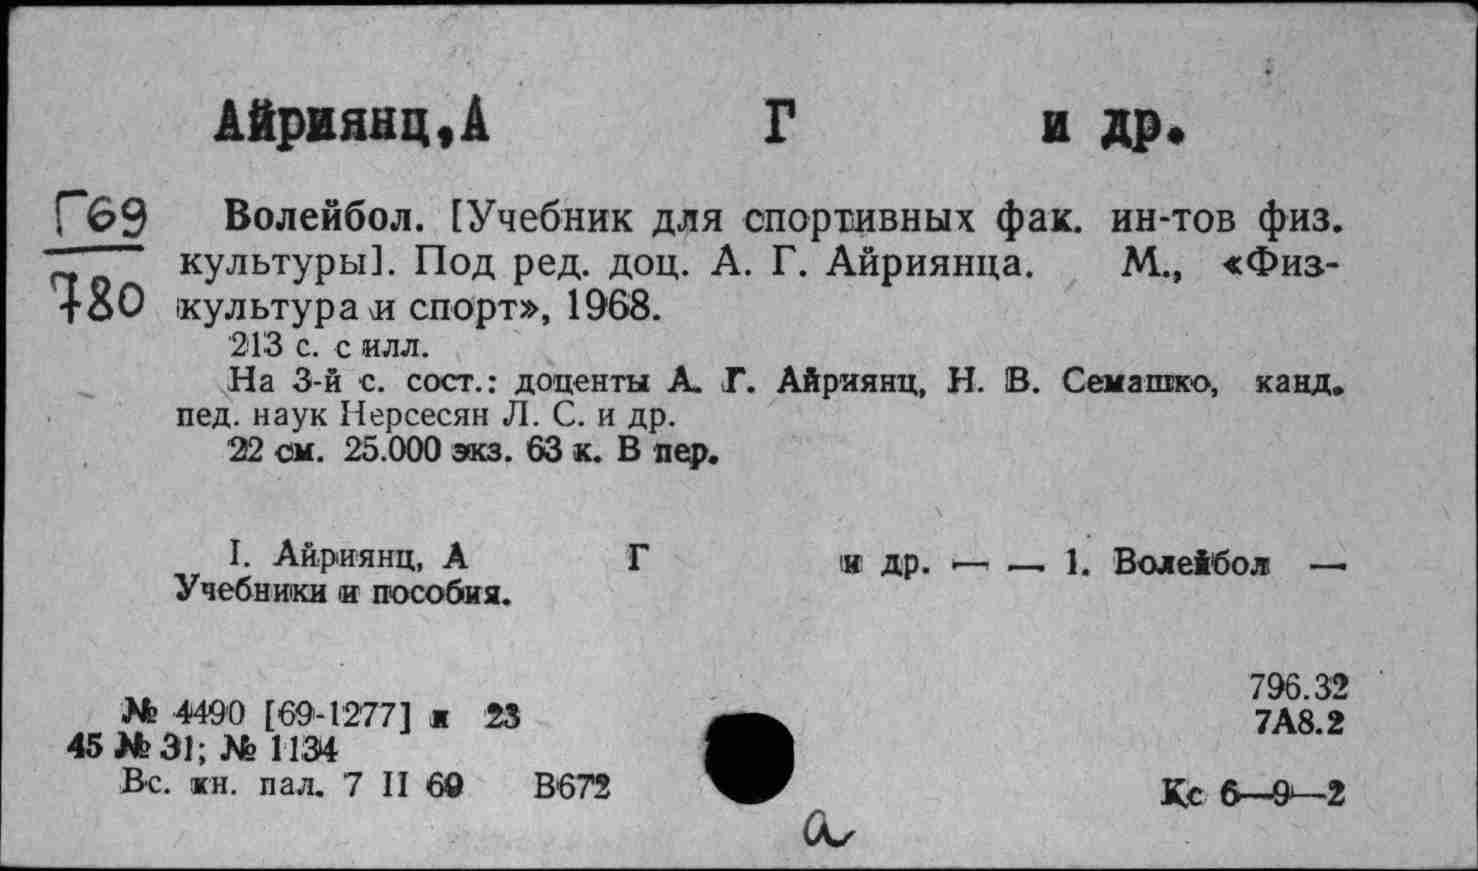 Айриянц,А Г и др.
Г69
780
Волейбол. [Учебник для спортивных фак. ин-тов физ.
культуры]. Под ред. доц. А. Г. Айриянца. М., «Физ-
культура и спорт», 1968.
213 с. с илл.
На 3-й с. сост.: доценты А. Г. Айриянц, Н. В. Семашко, канд.
пед. наук Нерсесян Л. С. и др.
22 см. 25.000 экз. 63 к. В пер.
I. Айриянц, А Г и др. — — 1. Волейбол —
Учебники и пособия.
796.32
№ 4490 [69-1277] п 23
7А8.2
45 № 31; № 1134
Вс. кн. пал. 7 II 69 В672
Кс 6—9—2